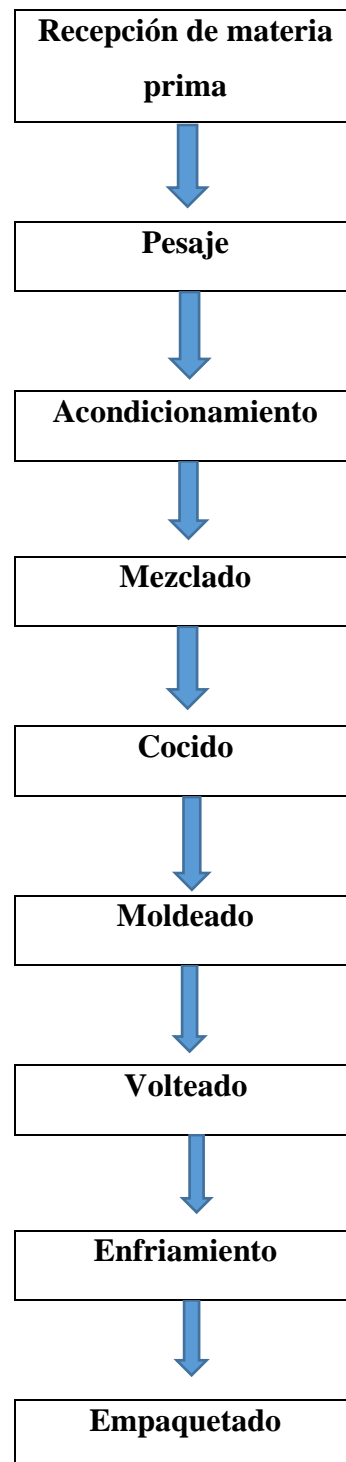 Recepción de materia
prima
Pesaje
Acondicionamiento
Mezclado
Cocido
Moldeado
Volteado
Enfriamiento
Empaquetado